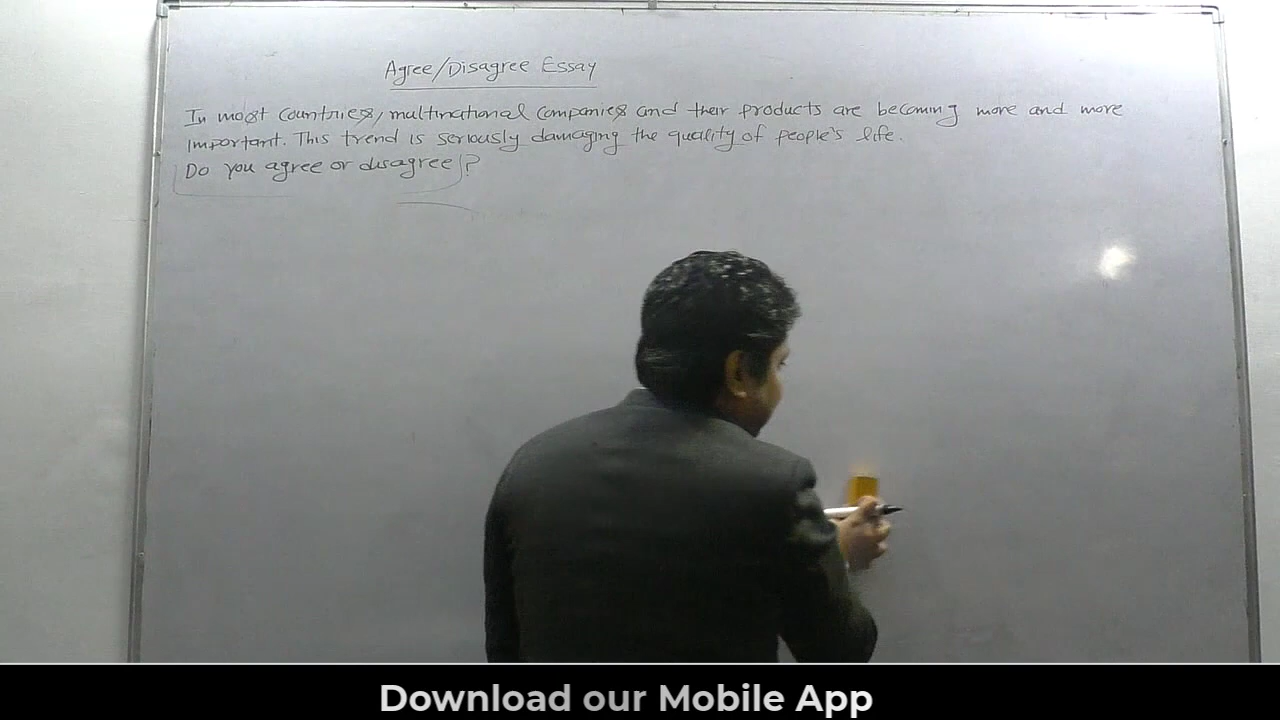 Agree/Disagree Essay
In most countries, multinational companies and their products are becoming more and more
important. This trend is seriously damaging the quality of people's life.
Do you agree or disagree?
Download our Mobile App